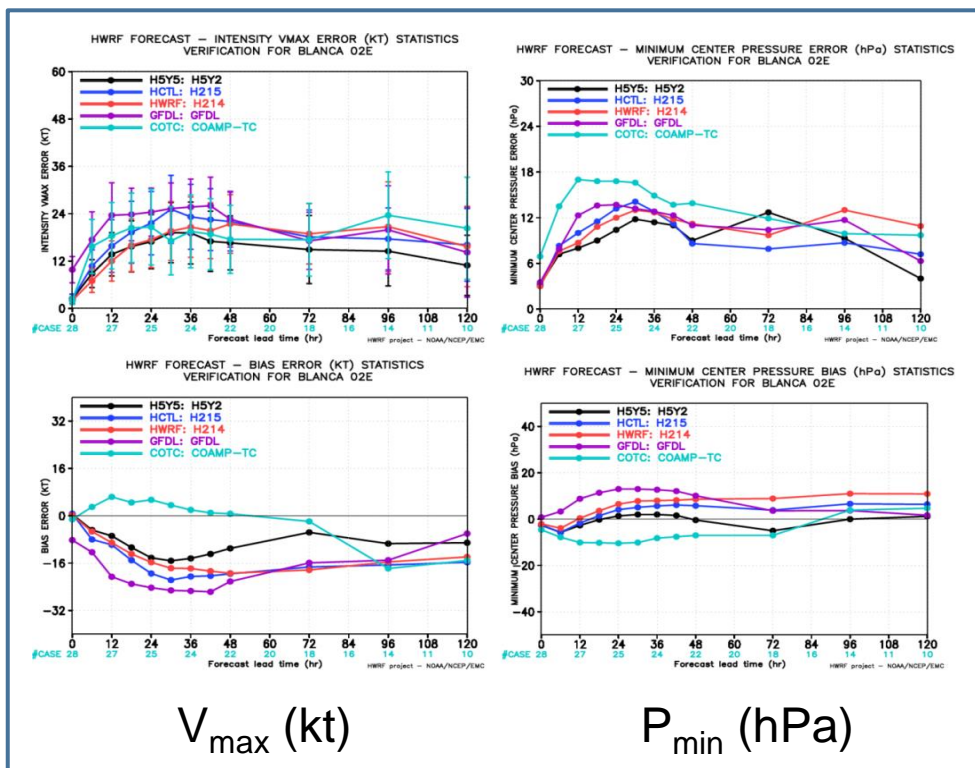 HWRF FORECAST – INTENSITY VMAX ERROR (KT) STATISTICS
VERIFICATION FOR BLANCA 02E
60
48
36
24
12
0
INTENSITY VMAX ERROR (KT)
H5Y5: H5Y2
HCTL: H215
HWRF: H214
GFDL: GFDL
COTC: COAMP–TC
0 12 24 36 48 60 72 84 96 108 120
#CASE 28 27 25 24 22 20 18 16 14 11 10
Forecast lead time (hr)
HWRF project – NOAA/NCEP/EMC
HWRF FORECAST – MINIMUM CENTER PRESSURE ERROR (hPa) STATISTICS
VERIFICATION FOR BLANCA 02E
30
24
18
12
6
0
MINIMUM CENTER PRESSURE ERROR (hPa)
H5Y5: H5Y2
HCTL: H215
HWRF: H214
GFDL: GFDL
COTC: COAMP–TC
0 12 24 36 48 60 72 84 96 108 120
#CASE 28 27 25 24 22 20 18 16 14 11 10
Forecast lead time (hr)
HWRF project – NOAA/NCEP/EMC
HWRF FORECAST – BIAS ERROR (KT) STATISTICS
VERIFICATION FOR BLANCA 02E
32
16
0
–16
–32
BIAS ERROR (KT)
H5Y5: H5Y2
HCTL: H215
HWRF: H214
GFDL: GFDL
COTC: COAMP–TC
0 12 24 36 48 60 72 84 96 108 120
#CASE 28 27 25 24 22 20 18 16 14 11 10
Forecast lead time (hr)
HWRF project – NOAA/NCEP/EMC
HWRF FORECAST – MINIMUM CENTER PRESSURE BIAS (hPa) STATISTICS
VERIFICATION FOR BLANCA 02E
40
20
0
–20
–40
MINIMUM CENTER PRESSURE BIAS (hPa)
H5Y5: H5Y2
HCTL: H215
HWRF: H214
GFDL: GFDL
COTC: COAMP–TC
0 12 24 36 48 60 72 84 96 108 120
#CASE 28 27 25 24 22 20 18 16 14 11 10
Forecast lead time (hr)
HWRF project – NOAA/NCEP/EMC
Vmax (kt)
Pmin (hPa)